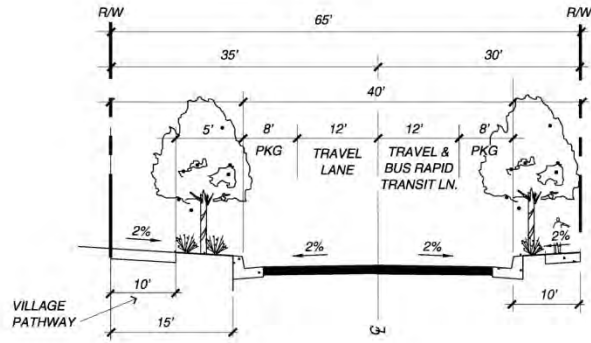 R/W
R/W
65'
35'
30'
40'
5'
8'
12'
12'
8'
PKG
TRAVEL
LANE
TRAVEL &
BUS RAPID
TRANSIT LN.
PKG
2%
2%
2%
2%
10'
VILLAGE
PATHWAY
15'
10'
℄